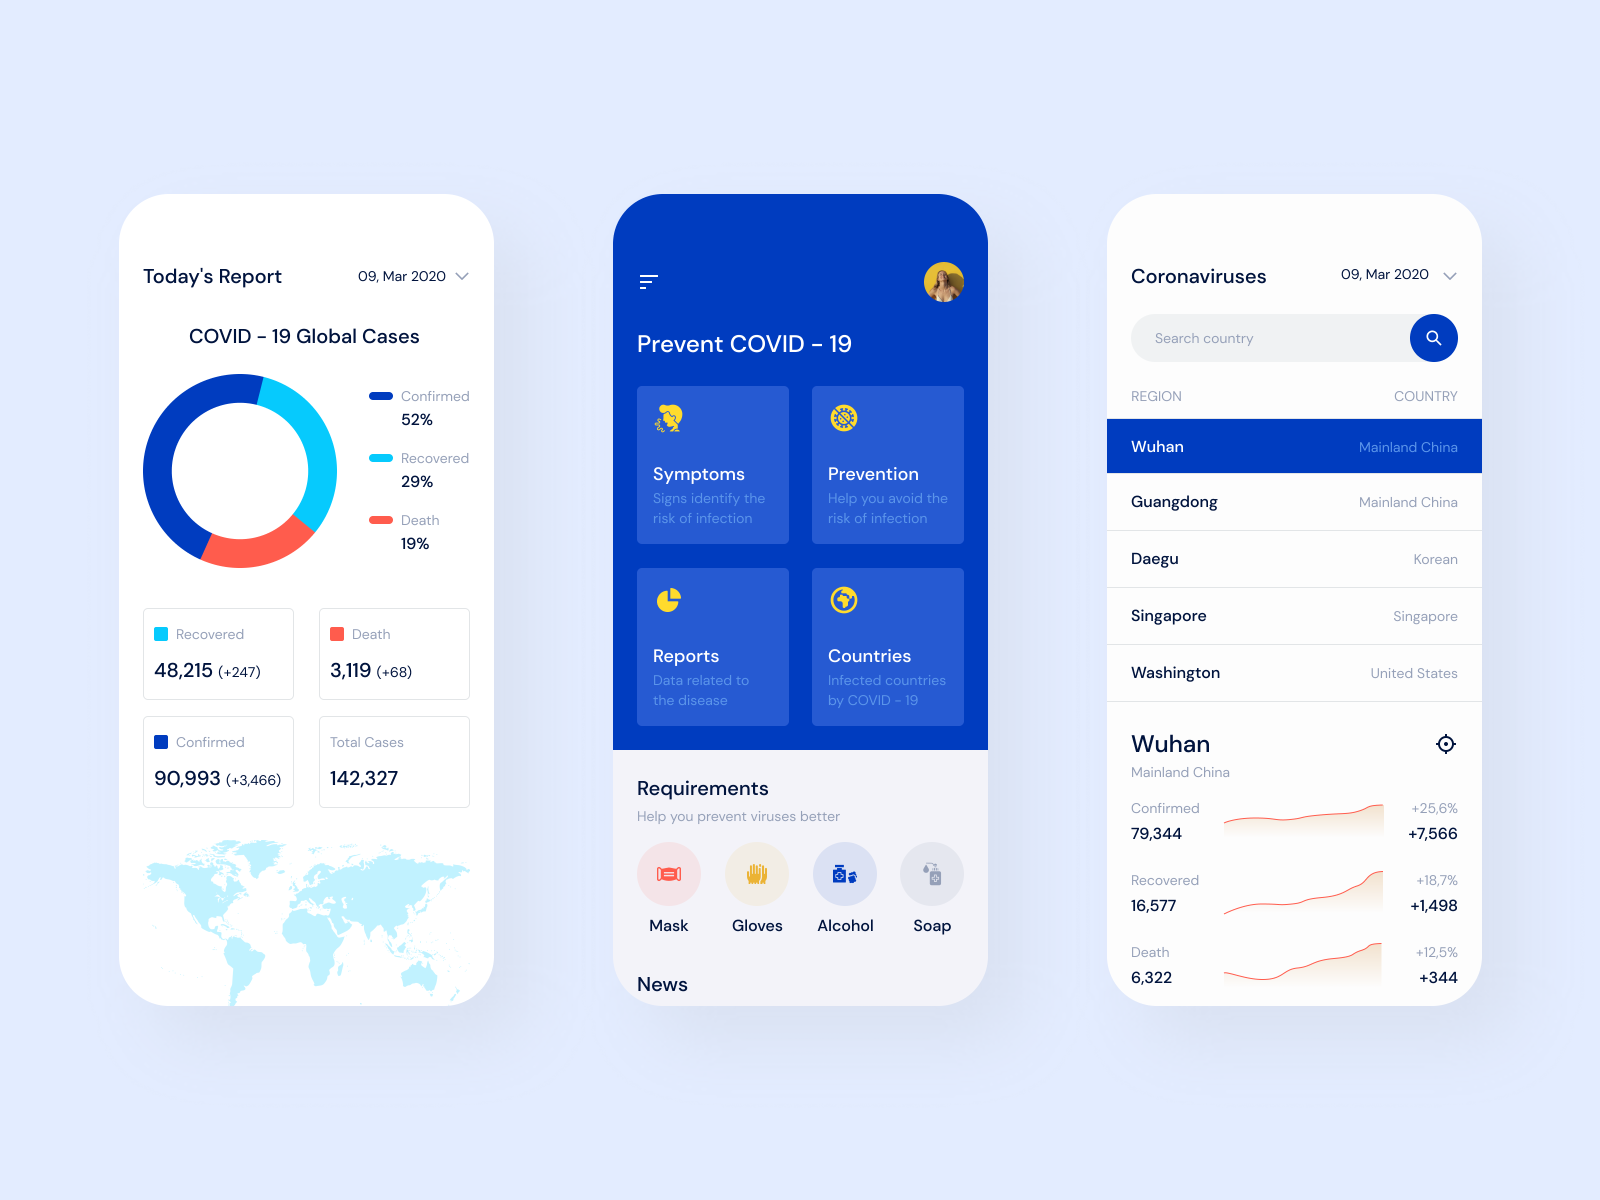 Today's Report
09, Mar 2020
COVID - 19 Global Cases
Confirmed
52%
Recovered
29%
Death
19%
Recovered
48,215 (+247)
Death
3,119 (+68)
Confirmed
90,993 (+3,466)
Total Cases
142,327
Prevent COVID - 19
Symptoms
Signs identify the
risk of infection
Prevention
Help you avoid the
risk of infection
Reports
Data related to
the disease
Countries
Infected countries
by COVID - 19
Requirements
Help you prevent viruses better
Mask
Gloves
Alcohol
Soap
News
Coronaviruses
09, Mar 2020
Search country
REGION
COUNTRY
Wuhan
Mainland China
Guangdong
Mainland China
Daegu
Korean
Singapore
Singapore
Washington
United States
Wuhan
Mainland China
Confirmed
79,344
+25,6%
+7,566
Recovered
16,577
+18,7%
+1,498
Death
6,322
+12,5%
+344